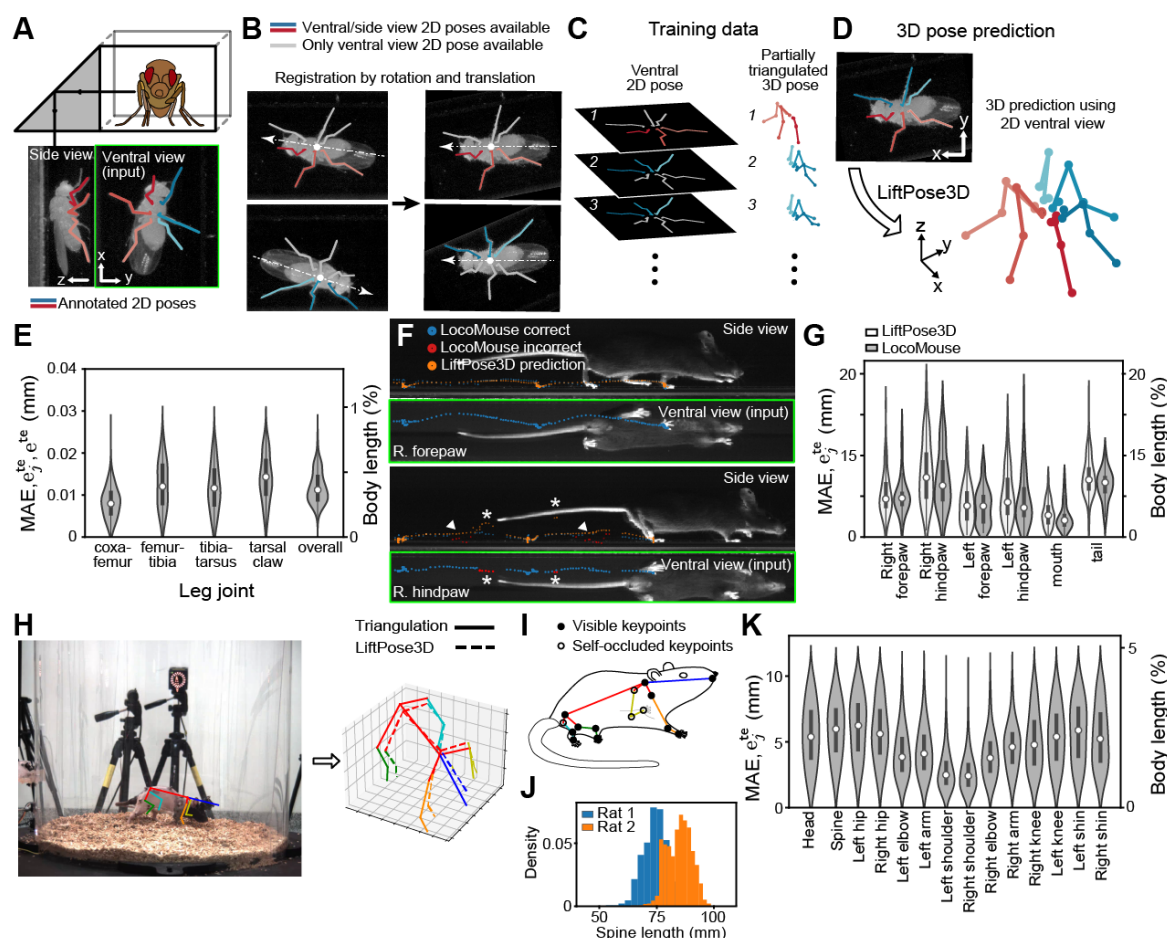 A
Side view
Ventral view
(input)
x
z
y
Annotated 2D poses
B
Ventral/side view 2D poses available
Only ventral view 2D pose available
Registration by rotation and translation
C
Training data
Ventral
2D pose
Partially
triangulated
3D pose
1
2
3
1
2
3
D
3D pose prediction
y
x
3D prediction using
2D ventral view
LiftPose3D
z
y
x
E
MAE, e_j^te, e^te (mm)
0.04
0.03
0.02
0.01
0
1
0
Body length (%)
coxa-
femur
femur-
tibia
tibia-
tarsus
tarsal
claw
overall
Leg joint
F
LocoMouse correct
LocoMouse incorrect
LiftPose3D prediction
Side view
Ventral view (input)
R. forepaw
Side view
*
*
Ventral view (input)
*
*
R. hindpaw
G
LiftPose3D
LocoMouse
MAE, e_j^te (mm)
20
15
10
0
20
15
10
0
Body length (%)
Right
forepaw
Right
hindpaw
Left
forepaw
Left
hindpaw
mouth
tail
H
Triangulation
LiftPose3D
I
Visible keypoints
Self-occluded keypoints
J
Rat 1
Rat 2
Density
0.05
0
50
75
100
Spine length (mm)
K
MAE, e_j^te (mm)
10
5
0
5
0
Body length (%)
Head
Spine
Left hip
Right hip
Left elbow
Left arm
Left shoulder
Right shoulder
Right elbow
Right arm
Right knee
Left knee
Left shin
Right shin